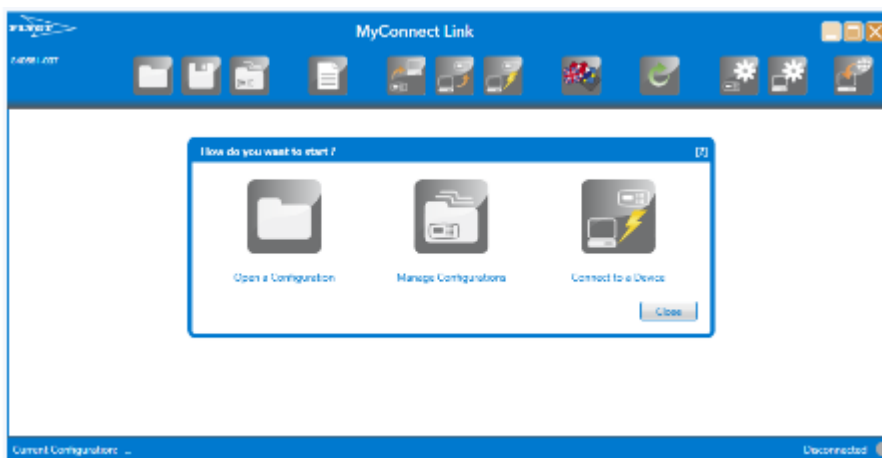 FLYGT
MyConnect Link
How do you want to start ?
[?]
Open a Configuration
Manage Configurations
Connect to a Device
Close
Current Configuration: _
Disconnected